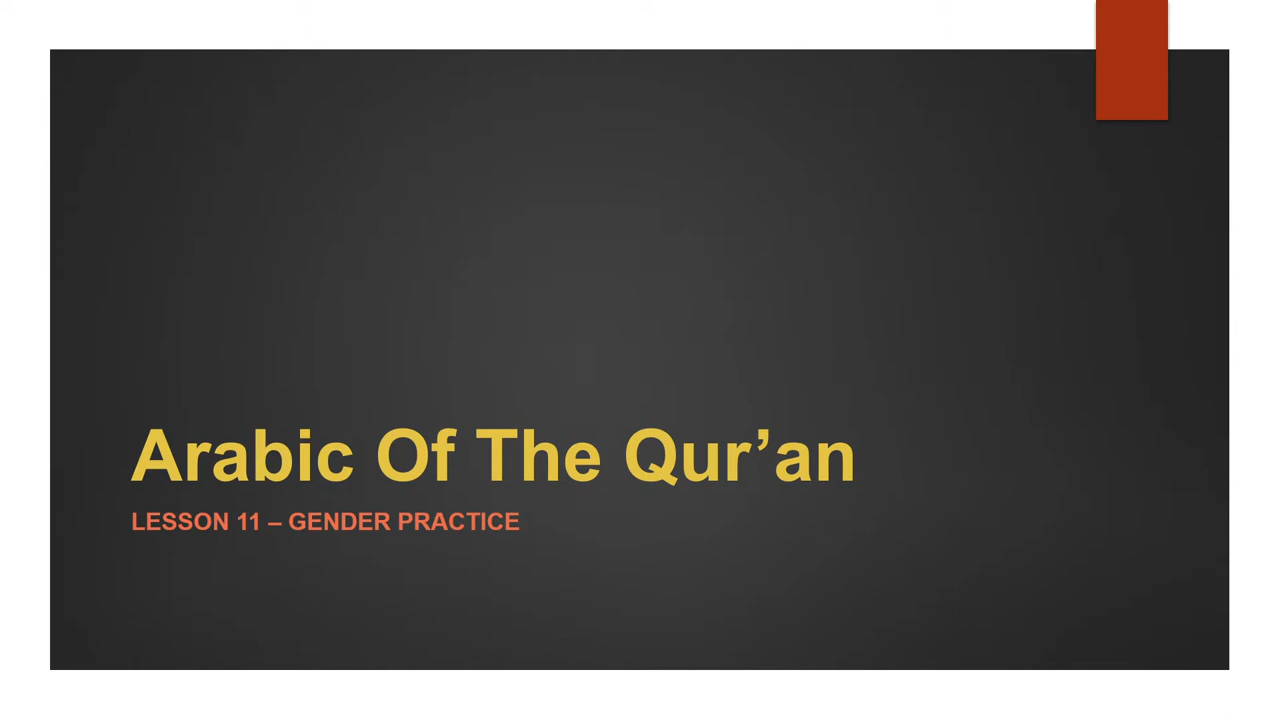 Arabic Of The Qur’an
LESSON 11 – GENDER PRACTICE